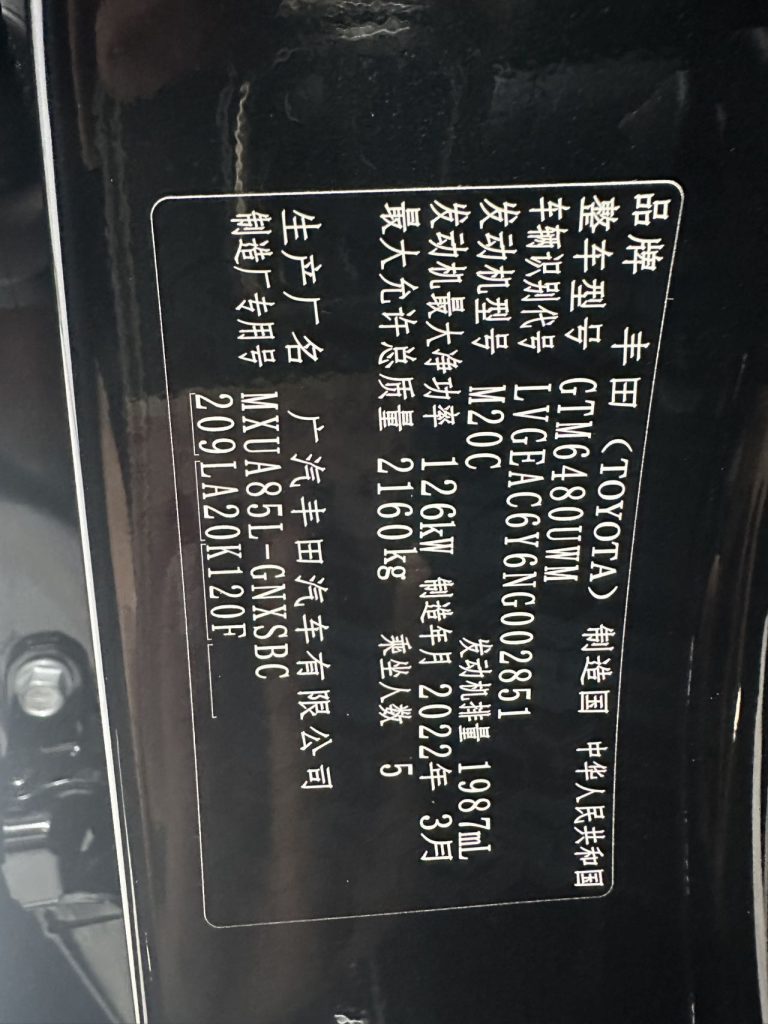 品牌 丰田（TOYOTA）制造国 中华人民共和国
整车型号 GTM6480UWM
车辆识别代号 LVGEAC6Y6NG002851
发动机型号 M20C 发动机排量 1987mL
发动机最大净功率 126kW 制造年月 2022年 3月
最大允许总质量 2160kg 乘坐人数 5
生产厂名 广汽丰田汽车有限公司
制造厂专用号 MXUA85L-GNXSBC
209LA20K120F